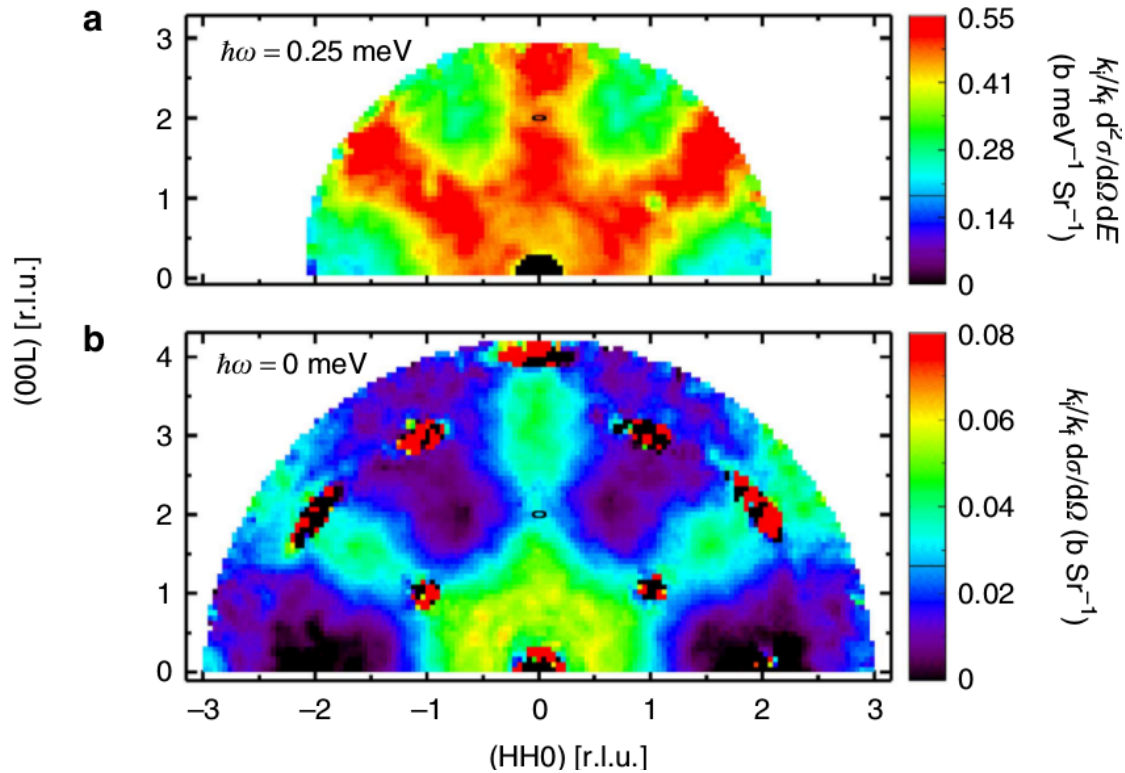 a
ℏω = 0.25 meV
3
2
1
0
0.55
0.41
0.28
0.14
0
kᵢ/k_f d²σ/dΩdE
(b meV⁻¹ Sr⁻¹)
(00L) [r.l.u.]
b
ℏω = 0 meV
4
3
2
1
0
0.08
0.06
0.04
0.02
0
kᵢ/k_f dσ/dΩ (b Sr⁻¹)
–3 –2 –1 0 1 2 3
(HH0) [r.l.u.]